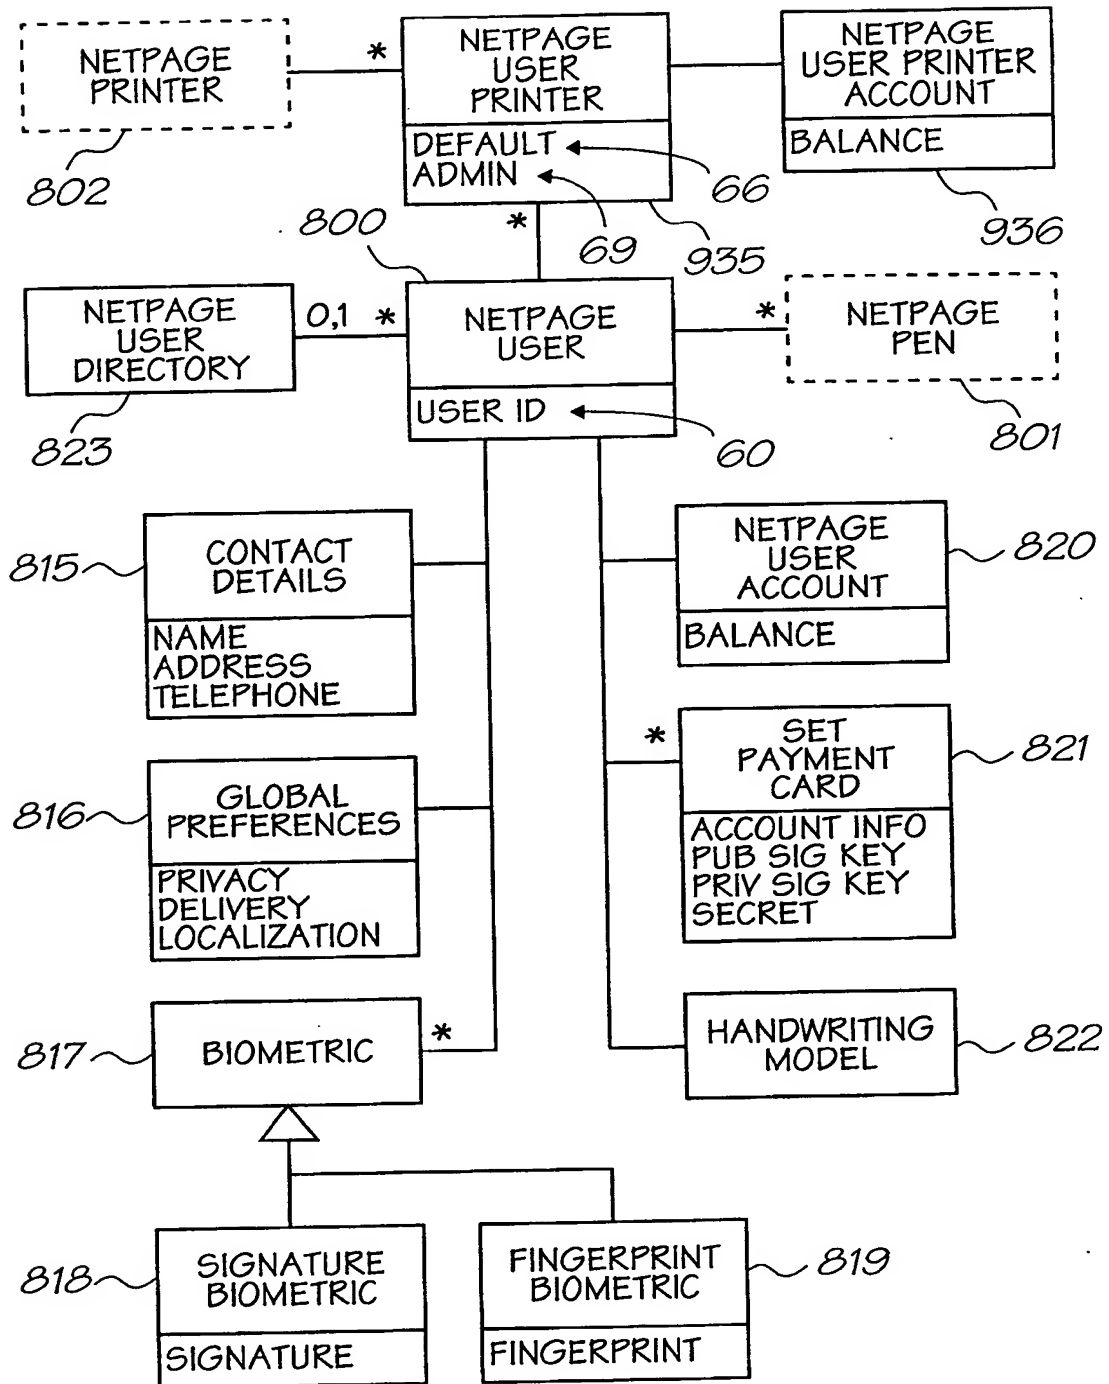 NETPAGE
PRINTER
802
*
NETPAGE
USER
PRINTER
DEFAULT
ADMIN
66
69
935
NETPAGE
USER PRINTER
ACCOUNT
BALANCE
936
*
800
NETPAGE
USER
DIRECTORY
823
0,1
*
NETPAGE
USER
USER ID
60
*
NETPAGE
PEN
801
815
CONTACT
DETAILS
NAME
ADDRESS
TELEPHONE
NETPAGE
USER
ACCOUNT
BALANCE
820
816
GLOBAL
PREFERENCES
PRIVACY
DELIVERY
LOCALIZATION
*
SET
PAYMENT
CARD
ACCOUNT INFO
PUB SIG KEY
PRIV SIG KEY
SECRET
821
817
BIOMETRIC
*
HANDWRITING
MODEL
822
818
SIGNATURE
BIOMETRIC
SIGNATURE
FINGERPRINT
BIOMETRIC
FINGERPRINT
819